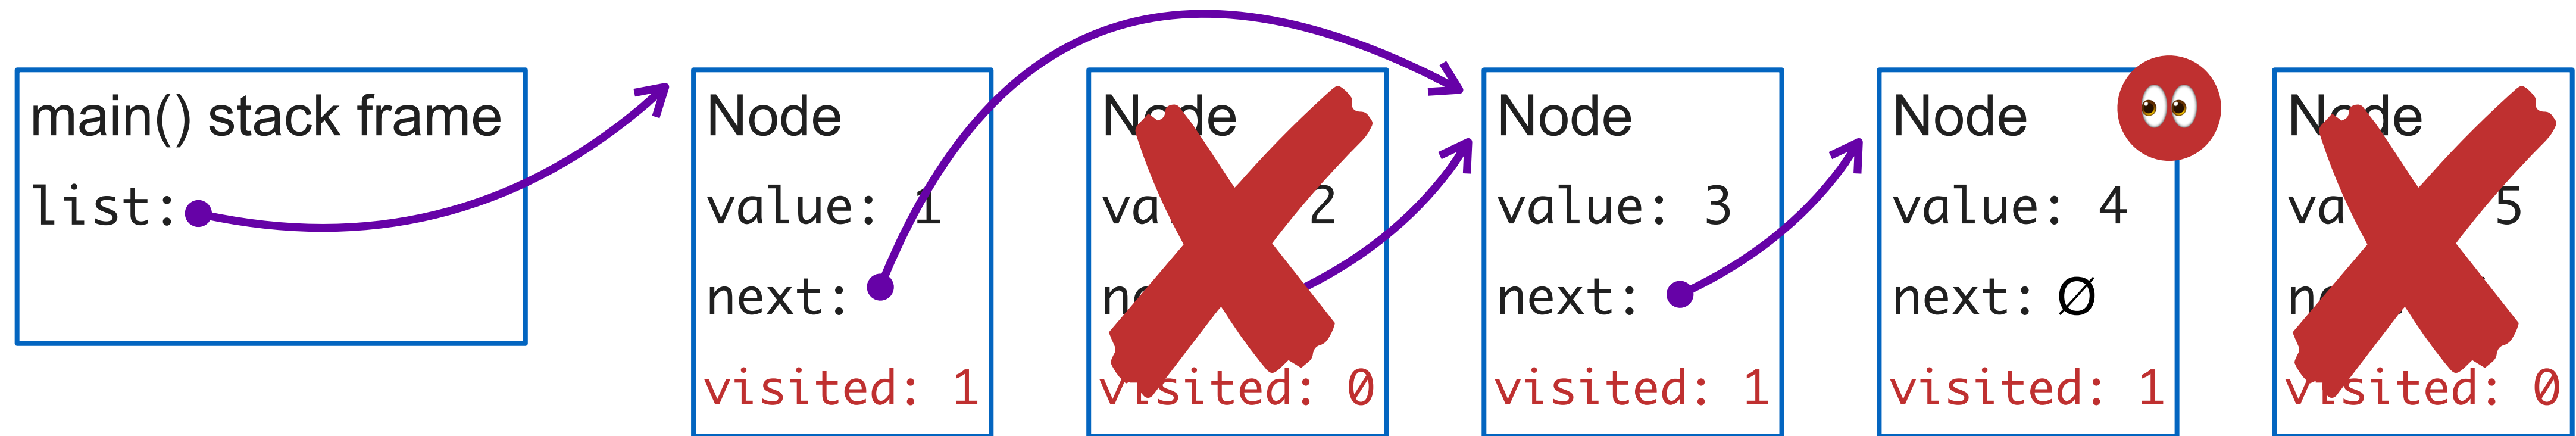 main() stack frame
list:
Node
value: 1
next:
visited: 1
Node
2
visited: 0
Node
value: 3
next:
visited: 1
Node
value: 4
next: Ø
visited: 1
Node
5
visited: 0